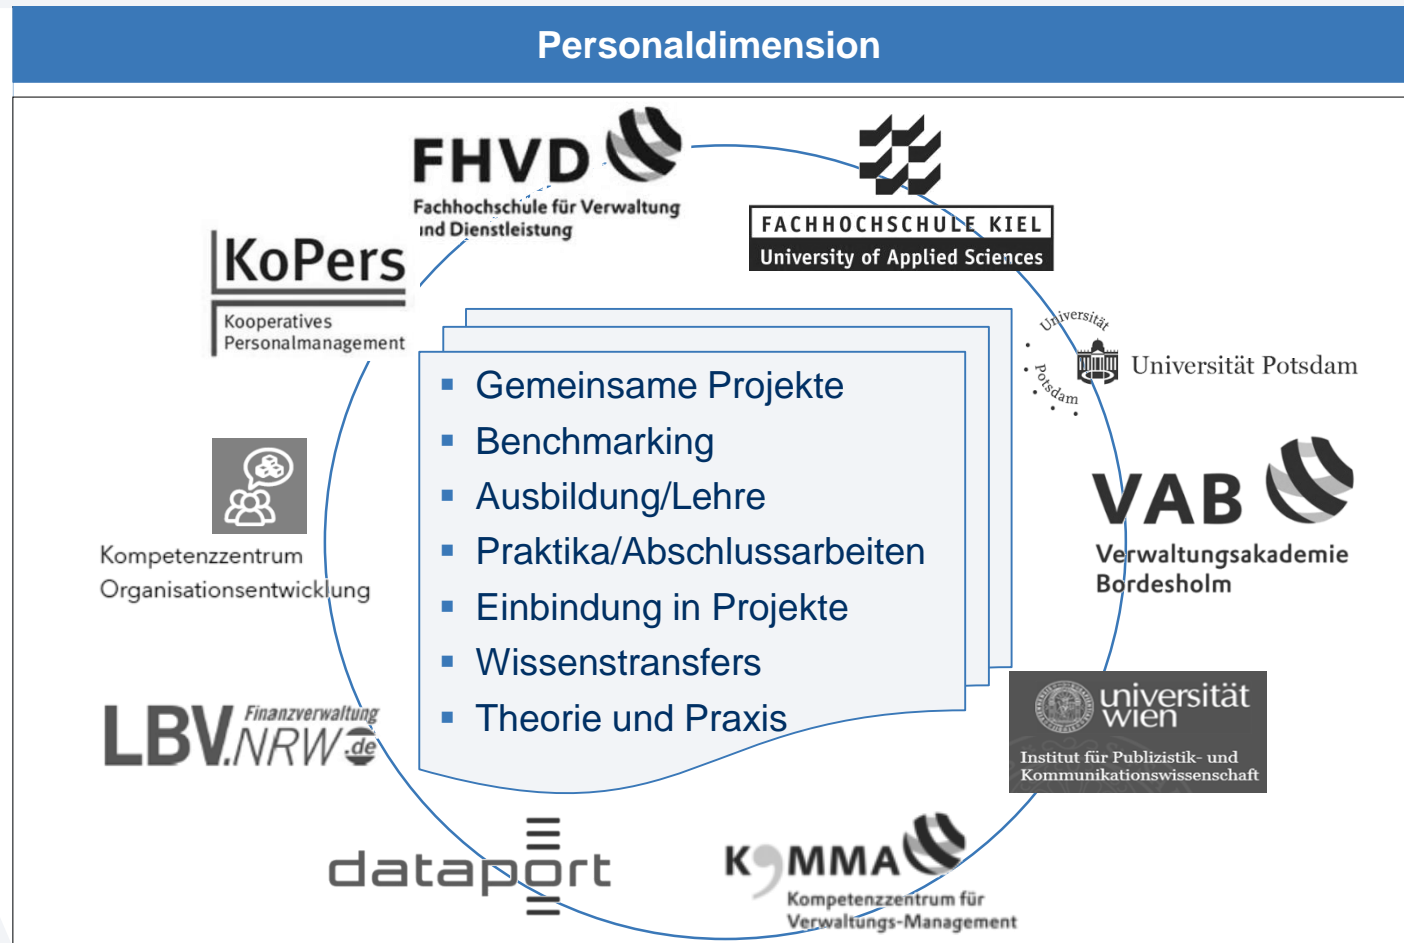 Personaldimension
FHVD
Fachhochschule für Verwaltung
und Dienstleistung
FACHHOCHSCHULE KIEL
University of Applied Sciences
KoPers
Kooperatives
Personalmanagement
Universität
Potsdam
Universität Potsdam
▪ Gemeinsame Projekte
▪ Benchmarking
▪ Ausbildung/Lehre
▪ Praktika/Abschlussarbeiten
▪ Einbindung in Projekte
▪ Wissenstransfers
▪ Theorie und Praxis
VAB
Verwaltungsakademie
Bordesholm
Kompetenzzentrum
Organisationsentwicklung
universität
wien
Institut für Publizistik- und
Kommunikationswissenschaft
Finanzverwaltung
LBV.NRW.de
dataport
KOMMA
Kompetenzzentrum für
Verwaltungs-Management